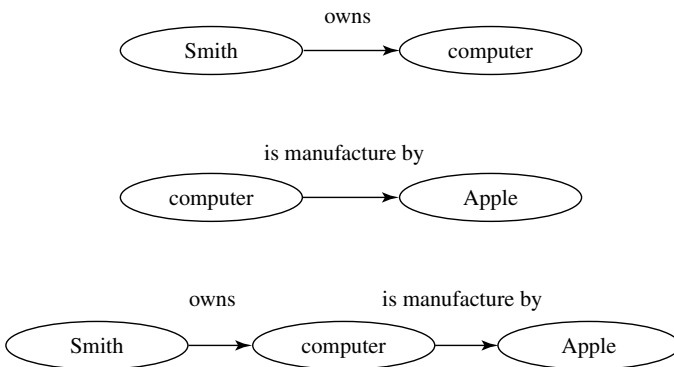 owns
Smith computer
is manufacture by
computer Apple
owns is manufacture by
Smith computer Apple